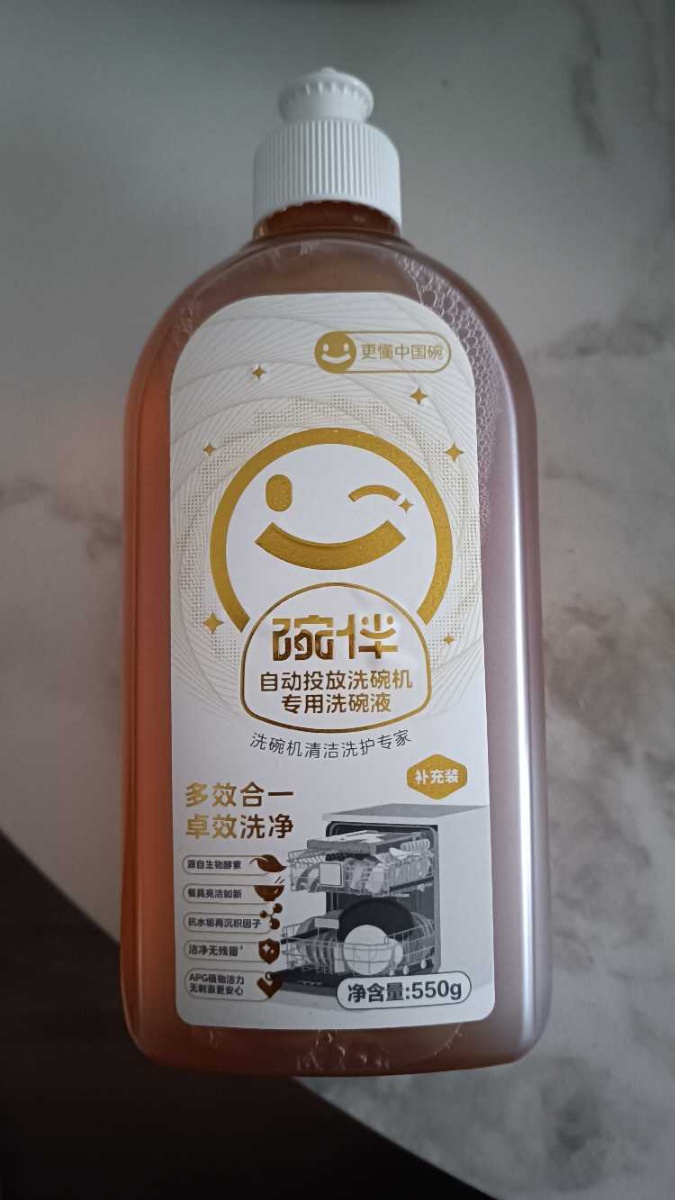 更懂中国碗
碗伴
自动投放洗碗机
专用洗碗液
洗碗机清洁洗护专家
补充装
多效合一
卓效洗净
源自生物酵素
餐具亮洁如新
抗水垢再沉积因子
洁净无残留
APG植物洁力
无刺激更安心
净含量:550g